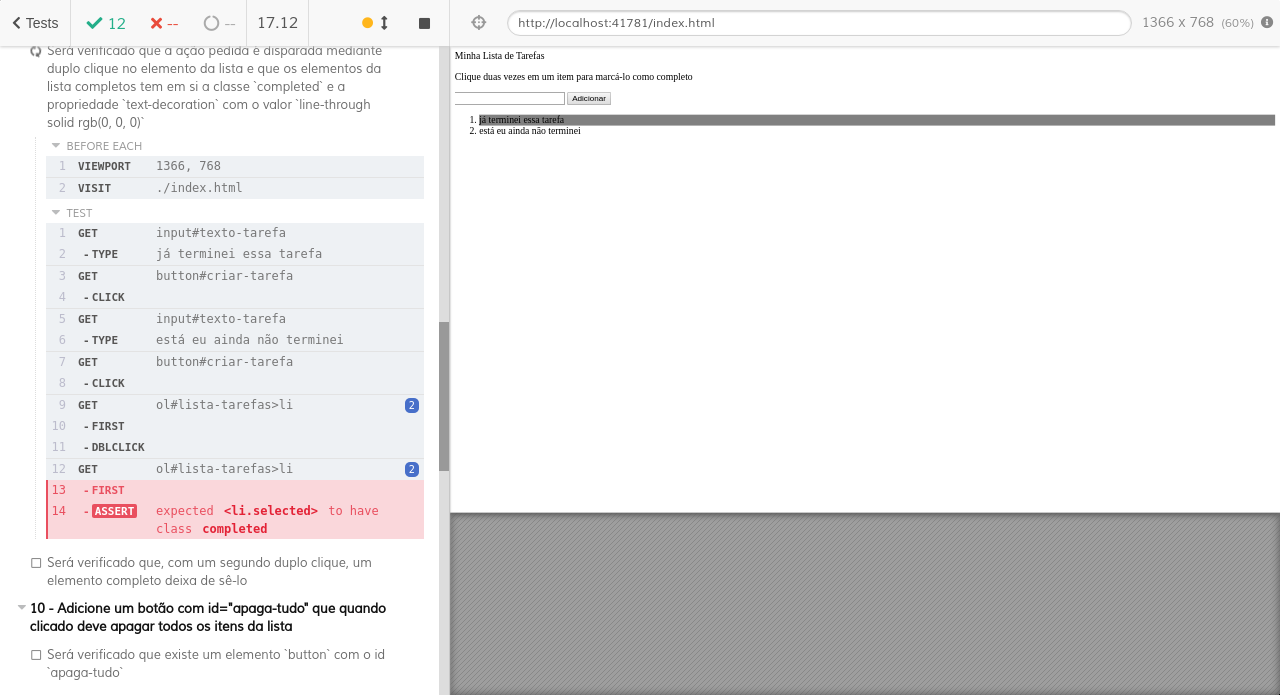 Tests 12 -- -- 17.12
http://localhost:41781/index.html 1366 x 768 (60%)
Será verificado que a ação pedida é disparada mediante
duplo clique no elemento da lista e que os elementos da
lista completos tem em si a classe `completed` e a
propriedade `text-decoration` com o valor `line-through
solid rgb(0, 0, 0)`
BEFORE EACH
1 VIEWPORT 1366, 768
2 VISIT ./index.html
TEST
1 GET input#texto-tarefa
2 -TYPE já terminei essa tarefa
3 GET button#criar-tarefa
4 -CLICK
5 GET input#texto-tarefa
6 -TYPE está eu ainda não terminei
7 GET button#criar-tarefa
8 -CLICK
9 GET ol#lista-tarefas>li 2
10 -FIRST
11 -DBLCLICK
12 GET ol#lista-tarefas>li 2
13 -FIRST
14 -ASSERT expected <li.selected> to have
class completed
Será verificado que, com um segundo duplo clique, um
elemento completo deixa de sê-lo
10 - Adicione um botão com id="apaga-tudo" que quando
clicado deve apagar todos os itens da lista
Será verificado que existe um elemento `button` com o id
`apaga-tudo`
Minha Lista de Tarefas
Clique duas vezes em um item para marcá-lo como completo
Adicionar
1. já terminei essa tarefa
2. está eu ainda não terminei